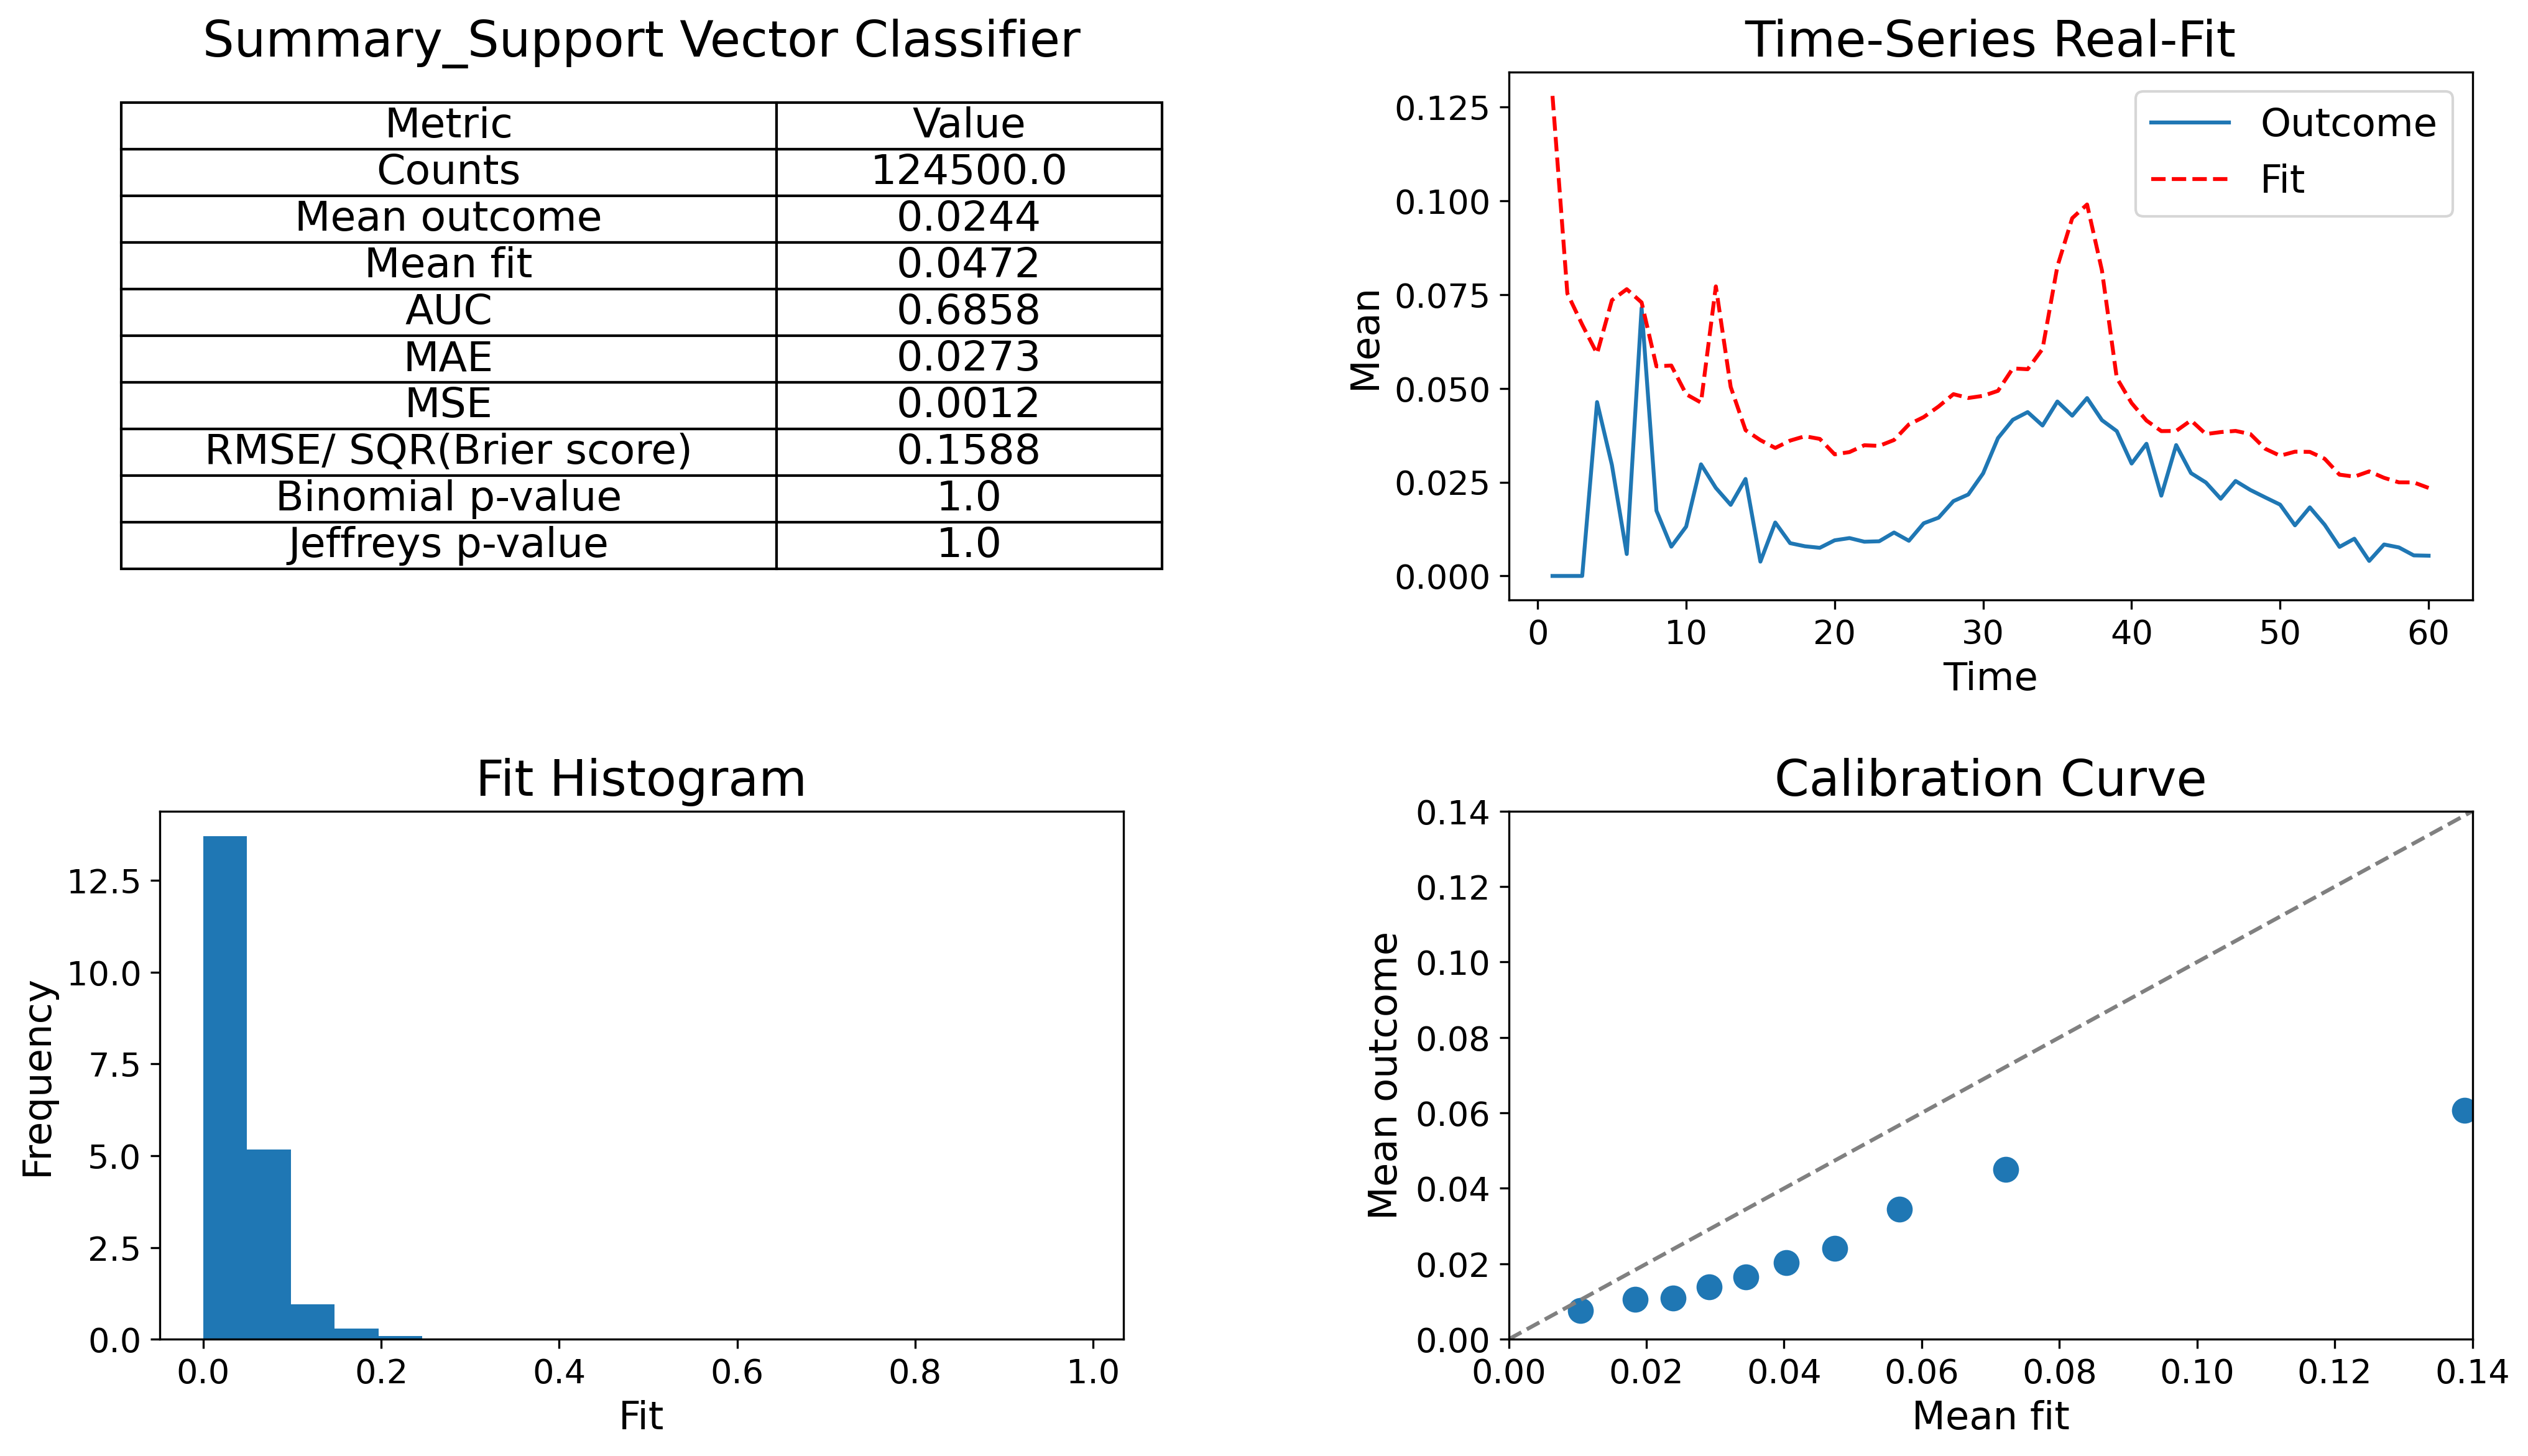 Summary_Support Vector Classifier
Metric Value
Counts 124500.0
Mean outcome 0.0244
Mean fit 0.0472
AUC 0.6858
MAE 0.0273
MSE 0.0012
RMSE/ SQR(Brier score) 0.1588
Binomial p-value 1.0
Jeffreys p-value 1.0
Time-Series Real-Fit
Outcome
Fit
Mean
0.125
0.100
0.075
0.050
0.025
0.000
0 10 20 30 40 50 60
Time
Fit Histogram
Frequency
12.5
10.0
7.5
5.0
2.5
0.0
0.0 0.2 0.4 0.6 0.8 1.0
Fit
Calibration Curve
Mean outcome
0.14
0.12
0.10
0.08
0.06
0.04
0.02
0.00
0.00 0.02 0.04 0.06 0.08 0.10 0.12 0.14
Mean fit